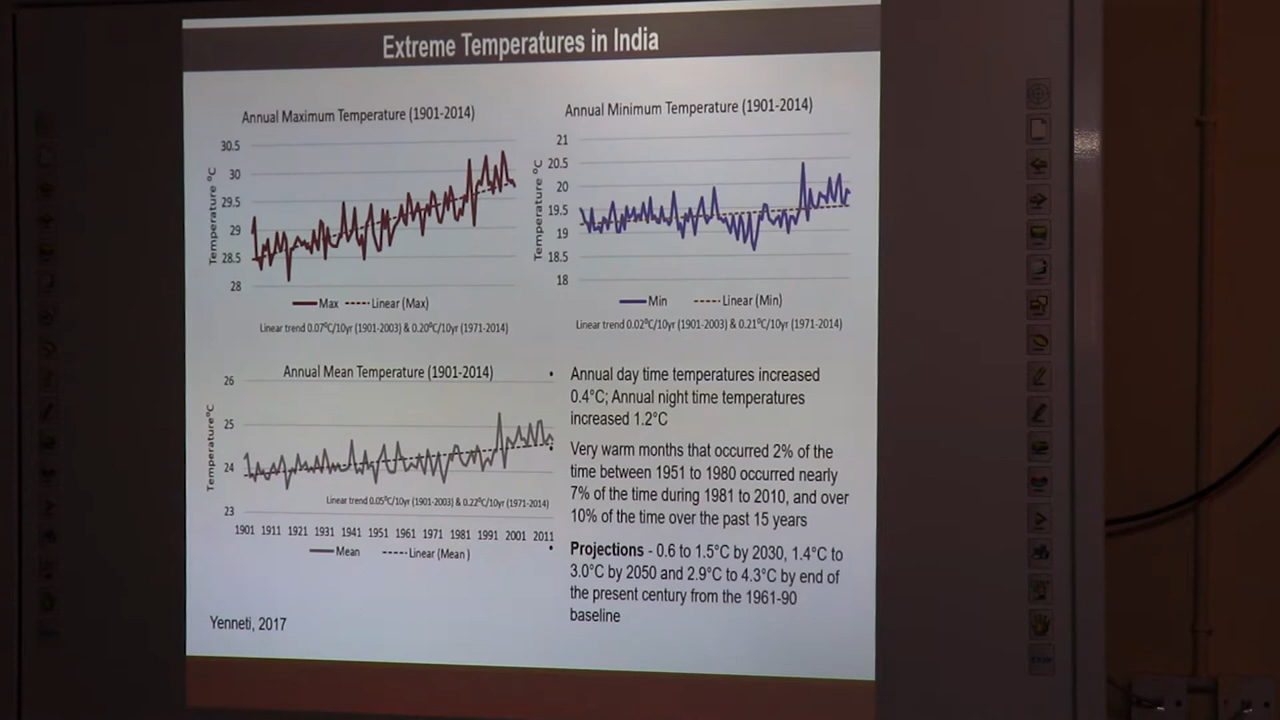 Extreme Temperatures in India
Annual Maximum Temperature (1901-2014)
30.5
30
29.5
29
28.5
28
Temperature °C
Max
Linear (Max)
Linear trend 0.07°C/10yr (1901-2003) & 0.20°C/10yr (1971-2014)
Annual Minimum Temperature (1901-2014)
21
20.5
20
19.5
19
18.5
18
Temperature °C
Min
Linear (Min)
Linear trend 0.02°C/10yr (1901-2003) & 0.21°C/10yr (1971-2014)
Annual Mean Temperature (1901-2014)
26
25
24
23
Temperature°C
Linear trend 0.05°C/10yr (1901-2003) & 0.22°C/10yr (1971-2014)
1901 1911 1921 1931 1941 1951 1961 1971 1981 1991 2001 2011
Mean
Linear (Mean )
• Annual day time temperatures increased
0.4°C; Annual night time temperatures
increased 1.2°C
• Very warm months that occurred 2% of the
time between 1951 to 1980 occurred nearly
7% of the time during 1981 to 2010, and over
10% of the time over the past 15 years
• Projections - 0.6 to 1.5°C by 2030, 1.4°C to
3.0°C by 2050 and 2.9°C to 4.3°C by end of
the present century from the 1961-90
baseline
Yenneti, 2017